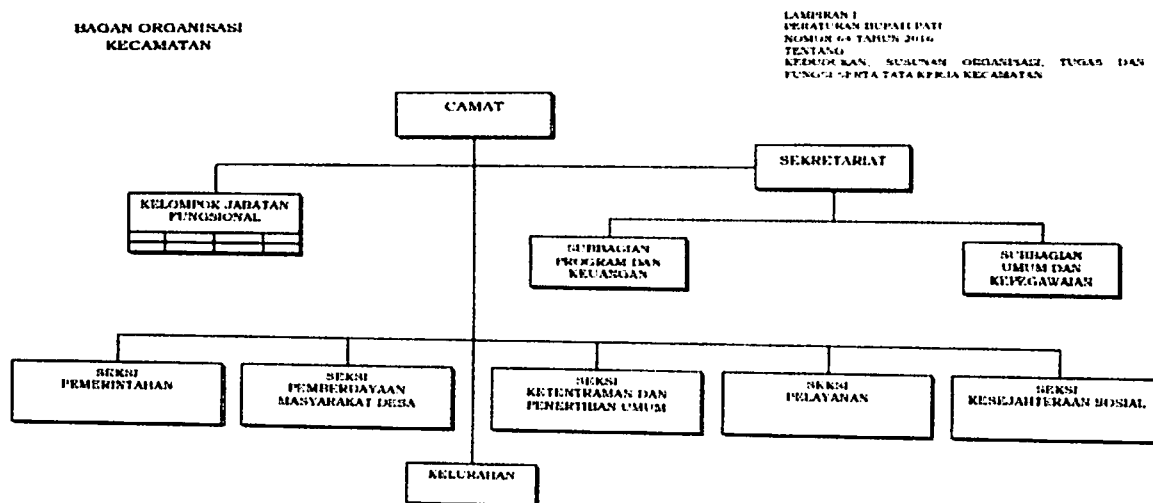 BAGAN ORGANISASI
KECAMATAN
LAMPIRAN I
PERATURAN BUPATI PATI
NOMOR 64 TAHUN 2016
TENTANG
KEDUDUKAN, SUSUNAN ORGANISASI, TUGAS DAN
FUNGSI SERTA TATA KERJA KECAMATAN
CAMAT
SEKRETARIAT
KELOMPOK JABATAN
FUNGSIONAL
SUBBAGIAN
PROGRAM DAN
KEUANGAN
SUBBAGIAN
UMUM DAN
KEPEGAWAIAN
SEKSI
PEMERINTAHAN
SEKSI
PEMBERDAYAAN
MASYARAKAT DESA
SEKSI
KETENTRAMAN DAN
PENERTIBAN UMUM
SEKSI
PELAYANAN
SEKSI
KESEJAHTERAAN SOSIAL
KELURAHAN